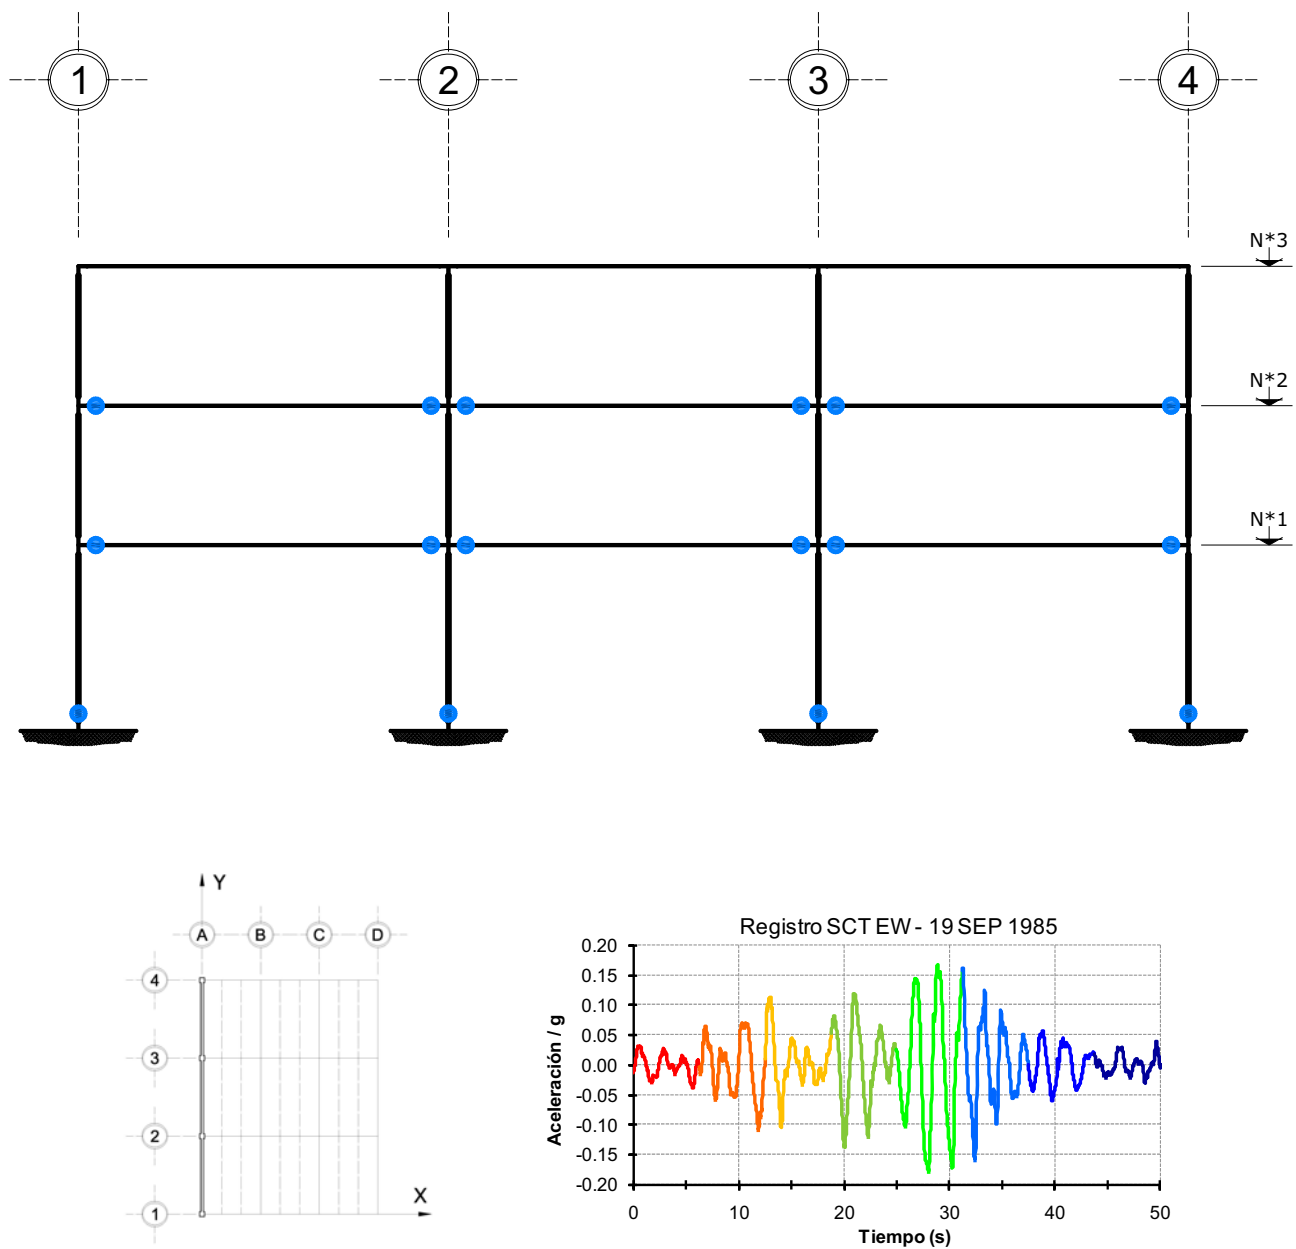 1 2 3 4
N*3
N*2
N*1
Y
A B C D
4
3
2
1
X
Registro SCT EW - 19 SEP 1985
Aceleración / g
0.20
0.15
0.10
0.05
0.00
-0.05
-0.10
-0.15
-0.20
0 10 20 30 40 50
Tiempo (s)